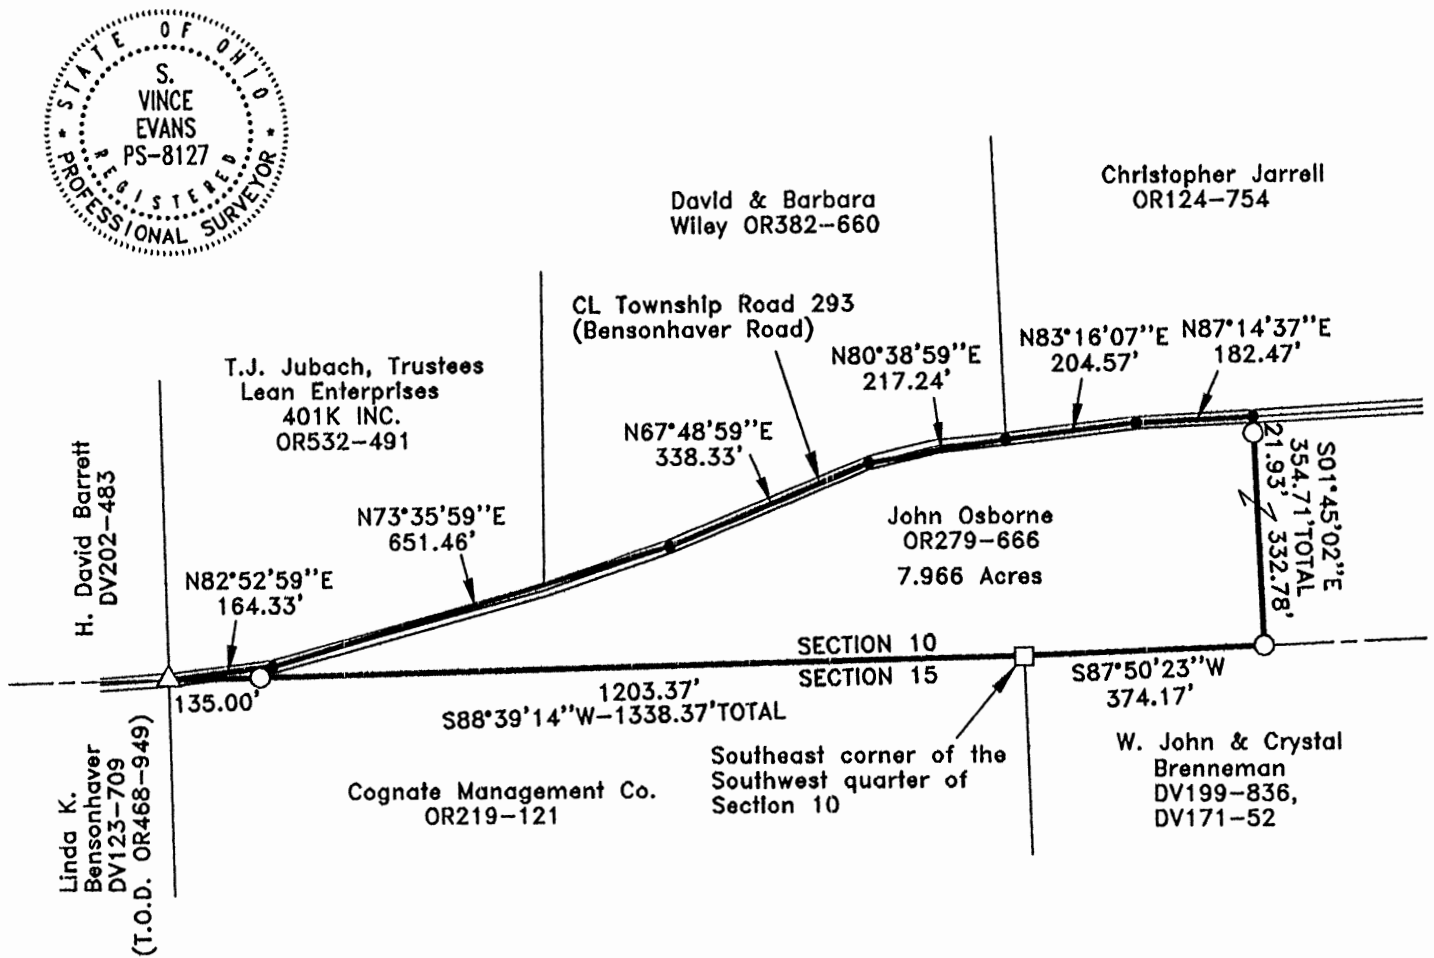 STATE OF OHIO
S.
VINCE
EVANS
PS-8127
REGISTERED
* PROFESSIONAL SURVEYOR *
Christopher Jarrell
OR124-754
David & Barbara
Wiley OR382-660
CL Township Road 293
(Bensonhaver Road)
N80°38'59"E
217.24'
N83°16'07"E
204.57'
N87°14'37"E
182.47'
T.J. Jubach, Trustees
Lean Enterprises
401K INC.
OR532-491
N67°48'59"E
338.33'
H. David Barrett
DV202-483
N73°35'59"E
651.46'
N82°52'59"E
164.33'
John Osborne
OR279-666
7.966 Acres
S01°45'02"E
354.71'TOTAL
21.93'
332.78'
SECTION 10
SECTION 15
135.00'
1203.37'
S88°39'14"W-1338.37'TOTAL
S87°50'23"W
374.17'
Southeast corner of the
Southwest quarter of
Section 10
W. John & Crystal
Brenneman
DV199-836,
DV171-52
Cognate Management Co.
OR219-121
Linda K.
Bensonhaver
DV123-709
(T.O.D. OR468-949)